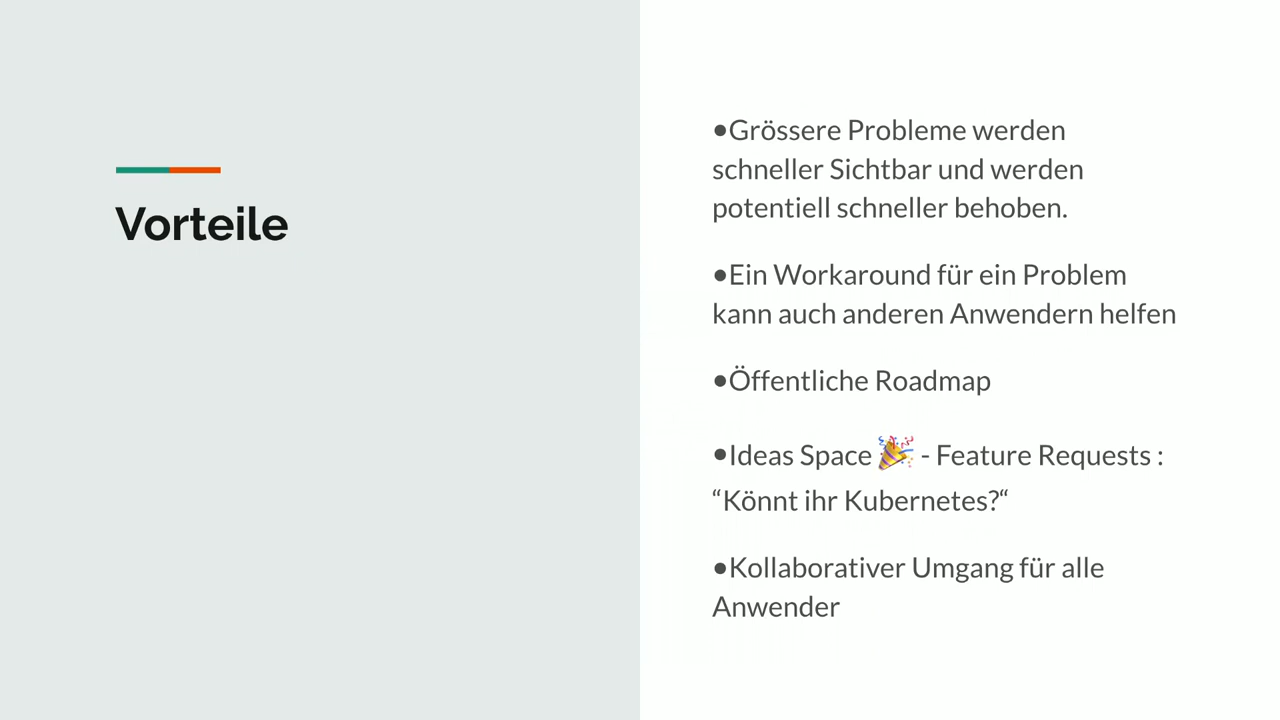 Vorteile
•Grössere Probleme werden
schneller Sichtbar und werden
potentiell schneller behoben.
•Ein Workaround für ein Problem
kann auch anderen Anwendern helfen
•Öffentliche Roadmap
•Ideas Space 🎉 - Feature Requests :
“Könnt ihr Kubernetes?“
•Kollaborativer Umgang für alle
Anwender